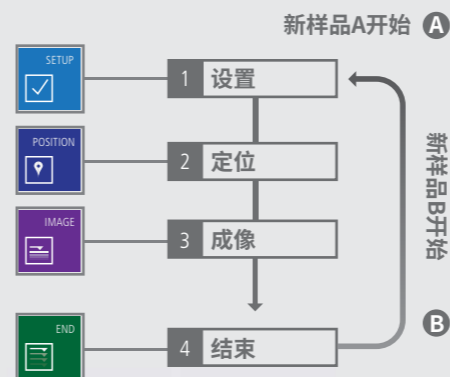 新样品A开始 A
SETUP
1 设置
POSITION
2 定位
IMAGE
3 成像
新样品B开始
B
END
4 结束